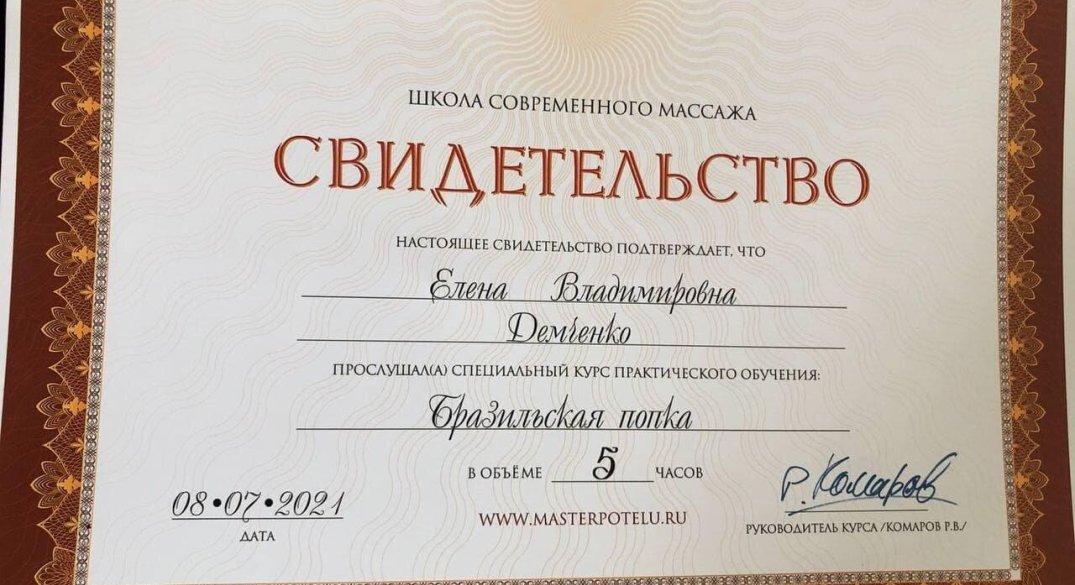 ШКОЛА СОВРЕМЕННОГО МАССАЖА
СВИДЕТЕЛЬСТВО
НАСТОЯЩЕЕ СВИДЕТЕЛЬСТВО ПОДТВЕРЖДАЕТ, ЧТО
Елена Владимировна
Демченко
ПРОСЛУШАЛ(А) СПЕЦИАЛЬНЫЙ КУРС ПРАКТИЧЕСКОГО ОБУЧЕНИЯ:
Бразильская попка
В ОБЪЁМЕ 5 ЧАСОВ
Р. Комаров
08•07•2021
ДАТА
WWW.MASTERPOTELU.RU
РУКОВОДИТЕЛЬ КУРСА /КОМАРОВ Р.В./